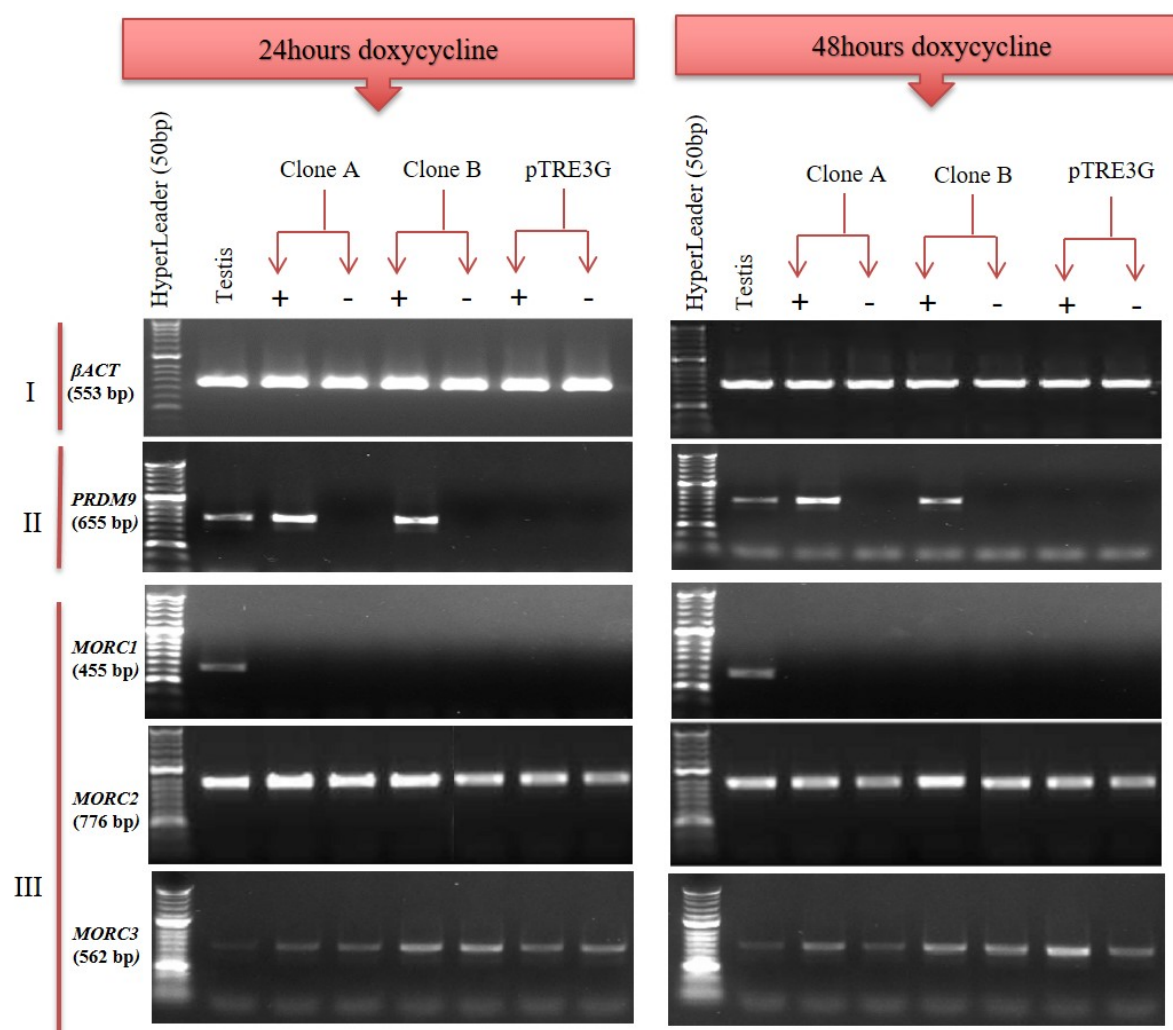 24hours doxycycline
48hours doxycycline
HyperLeader (50bp)
Testis
Clone A
Clone B
pTRE3G
+ - + - + -
HyperLeader (50bp)
Testis
Clone A
Clone B
pTRE3G
+ - + - + -
I
βACT
(553 bp)
II
PRDM9
(655 bp)
III
MORC1
(455 bp)
MORC2
(776 bp)
MORC3
(562 bp)